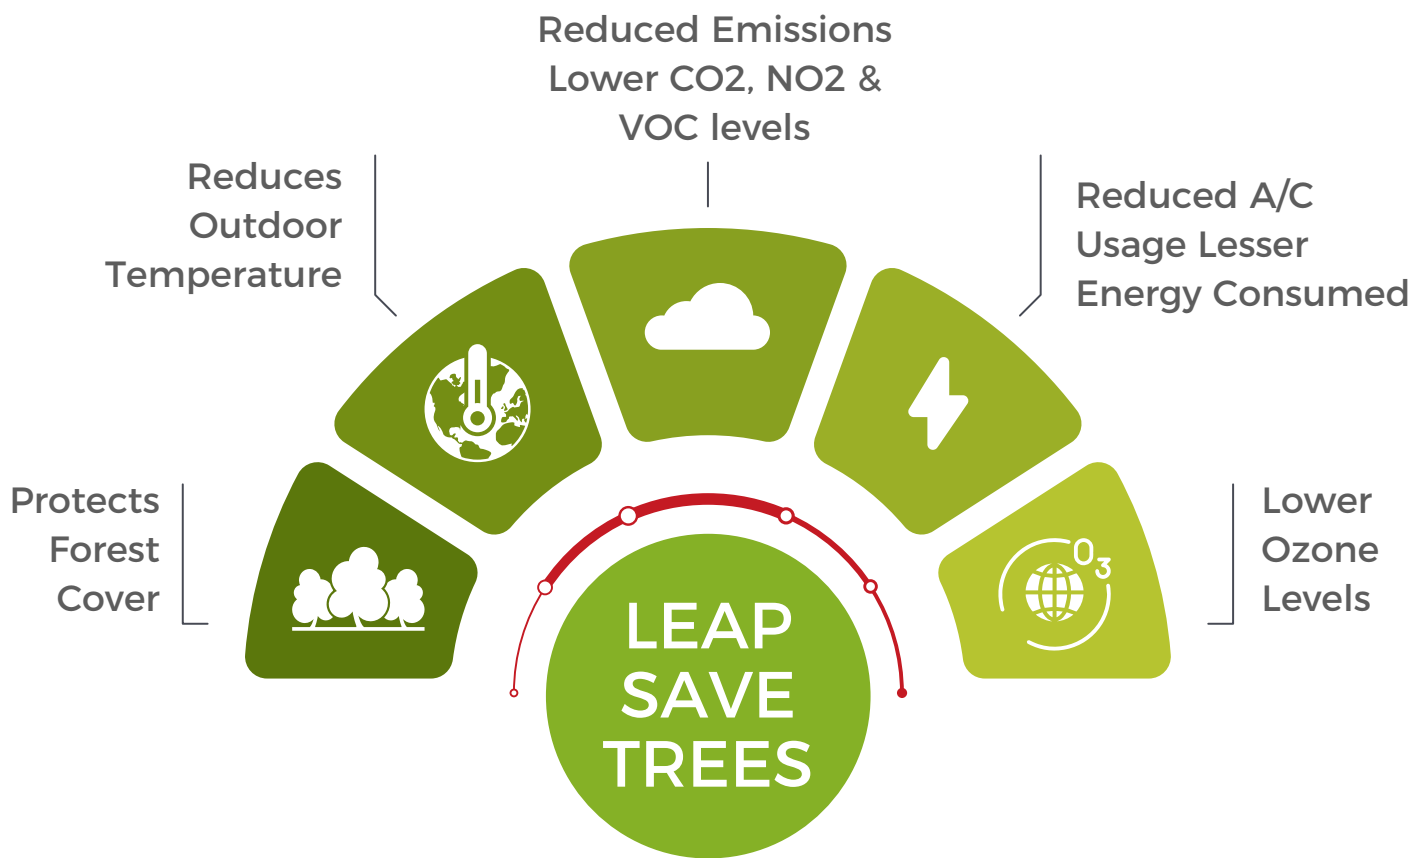 Reduced Emissions
Lower CO2, NO2 &
VOC levels
Reduces
Outdoor
Temperature
Reduced A/C
Usage Lesser
Energy Consumed
Protects
Forest
Cover
O3
Lower
Ozone
Levels
LEAP
SAVE
TREES